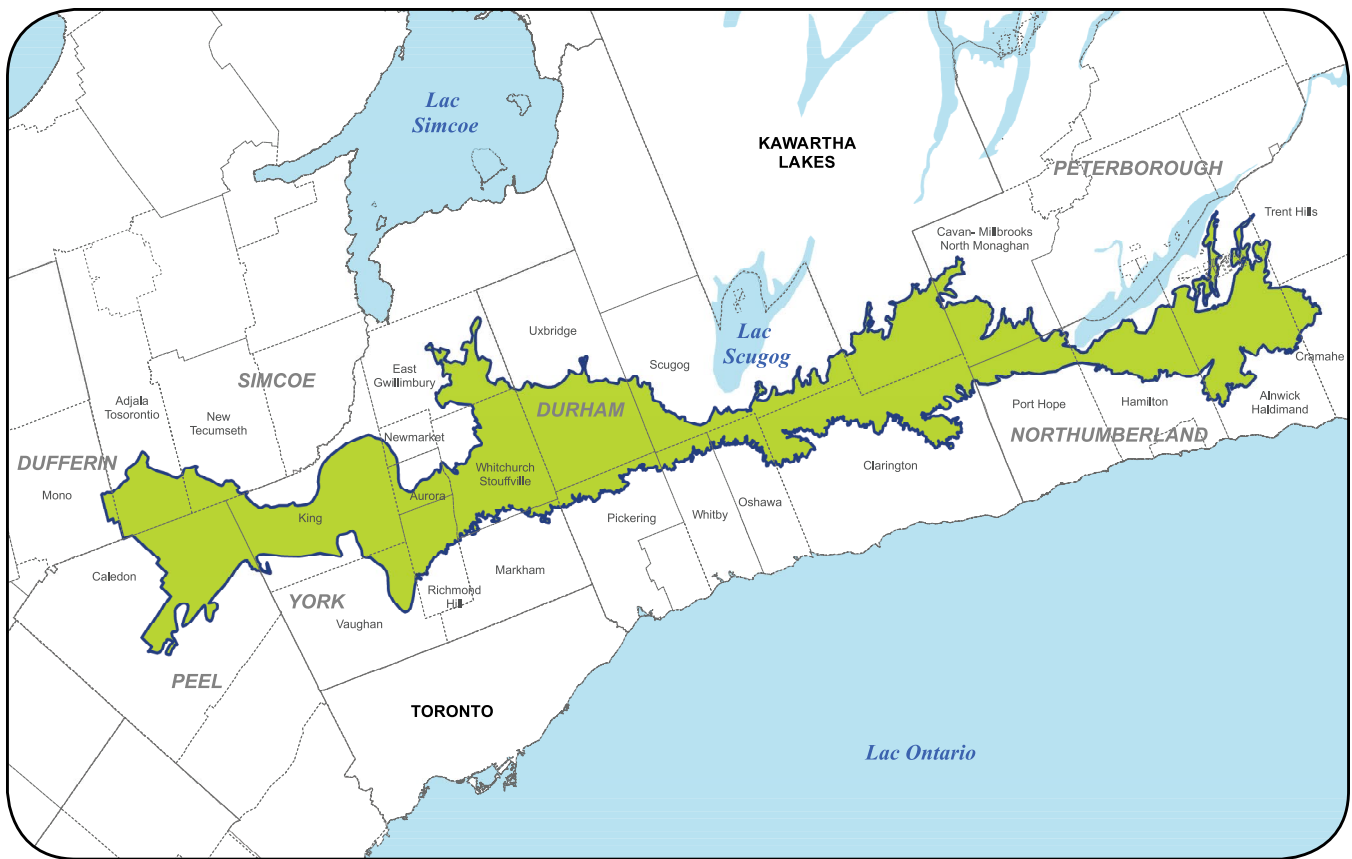 Lac
Simcoe
KAWARTHA
LAKES
PETERBOROUGH
Trent Hills
Cavan- Millbrooks
North Monaghan
Uxbridge
Lac
Scugog
Scugog
East
Gwillimbury
Cramahe
SIMCOE
Adjala
Tosorontio
New
Tecumseth
DURHAM
Port Hope
Hamilton
Alnwick
Haldimand
Newmarket
NORTHUMBERLAND
DUFFERIN
Mono
Whitchurch
Stouffville
Clarington
Aurora
King
Pickering
Whitby
Oshawa
Caledon
Markham
Richmond
Hill
YORK
Vaughan
PEEL
TORONTO
Lac Ontario